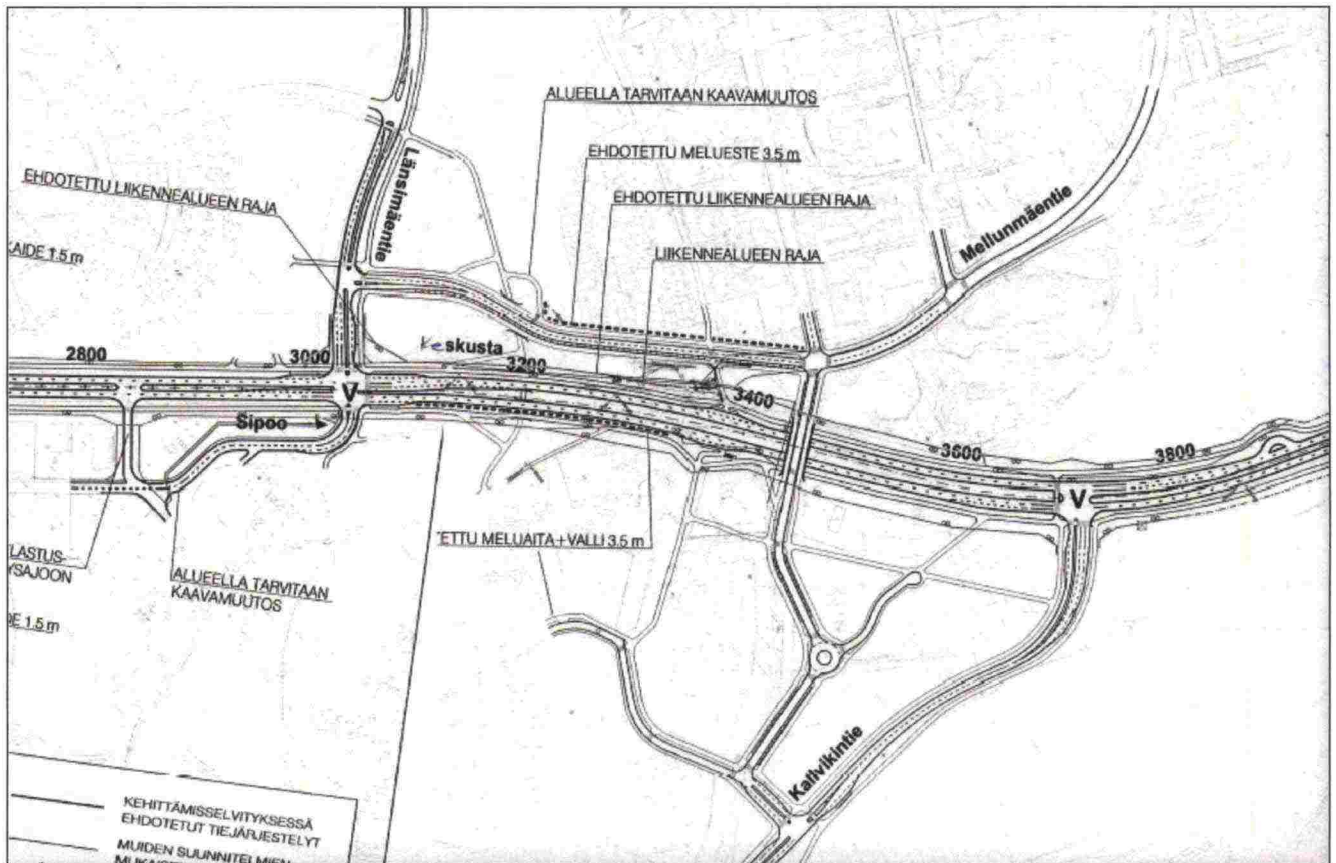 ALUEELLA TARVITAAN KAAVAMUUTOS
EHDOTETTU MELUESTE 3.5 m
EHDOTETTU LIIKENNEALUEEN RAJA
Länsimäentie
EHDOTETTU LIIKENNEALUEEN RAJA
LIIKENNEALUEEN RAJA
Mellunmäentie
KAIDE 1.5 m
2800
3000
Keskusta
3200
3400
V
Sipoo
3600
3800
V
ETTU MELUAITA+VALLI 3.5 m
LASTUS-
YSAJOON
ALUEELLA TARVITAAN
KAAVAMUUTOS
DE 1.5 m
Kallvikintie
KEHITTÄMISSELVITYKSESSÄ
EHDOTETUT TIEJÄRJESTELYT
MUIDEN SUUNNITELMIEN